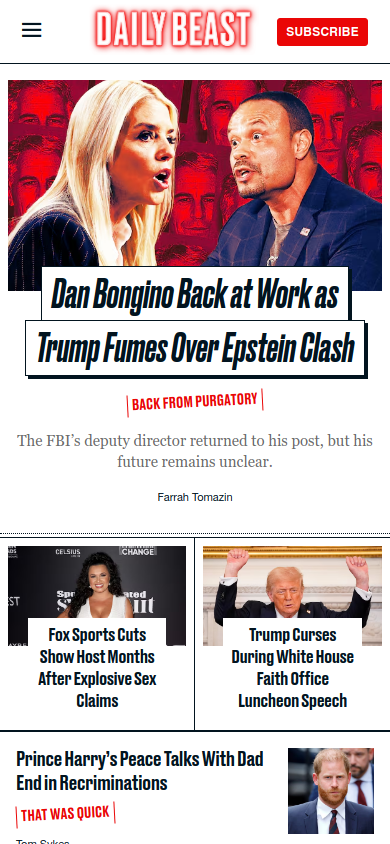 DAILY BEAST
SUBSCRIBE
Dan Bongino Back at Work as
Trump Fumes Over Epstein Clash
BACK FROM PURGATORY
The FBI’s deputy director returned to his post, but his
future remains unclear.
Farrah Tomazin
CELSIUS
CHANGE
Fox Sports Cuts
Show Host Months
After Explosive Sex
Claims
Trump Curses
During White House
Faith Office
Luncheon Speech
Prince Harry’s Peace Talks With Dad
End in Recriminations
THAT WAS QUICK
Tom Sykes